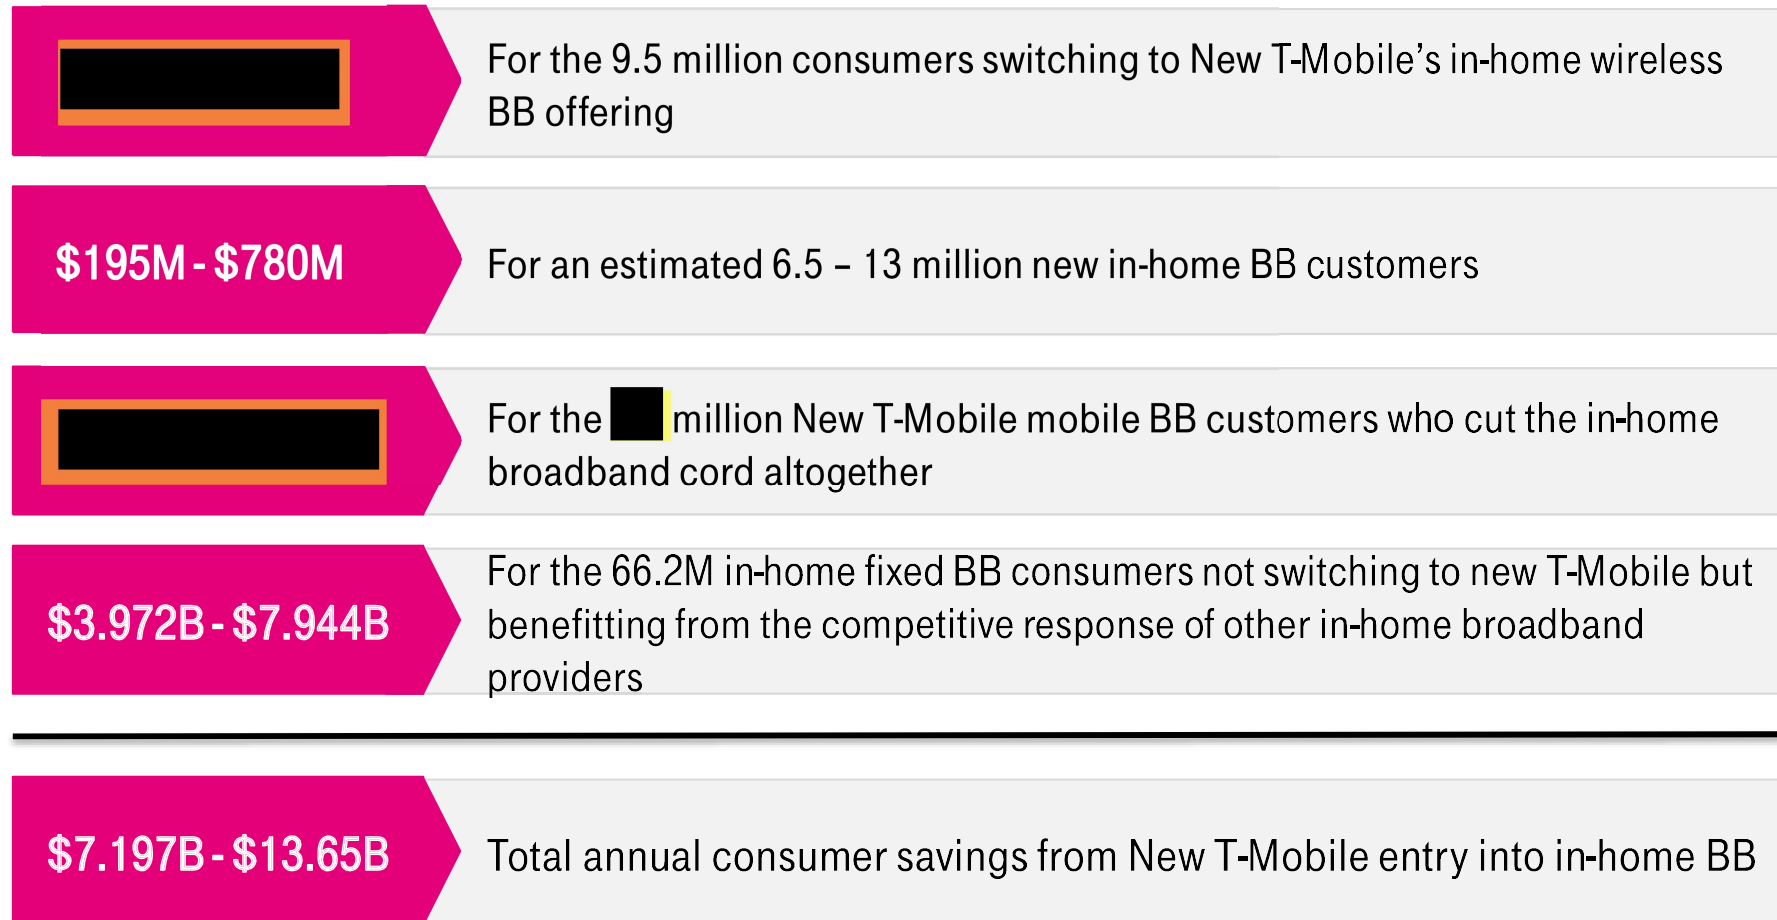 For the 9.5 million consumers switching to New T-Mobile’s in-home wireless
BB offering
$195M - $780M
For an estimated 6.5 – 13 million new in-home BB customers
For the million New T-Mobile mobile BB customers who cut the in-home
broadband cord altogether
$3.972B - $7.944B
For the 66.2M in-home fixed BB consumers not switching to new T-Mobile but
benefitting from the competitive response of other in-home broadband
providers
$7.197B - $13.65B
Total annual consumer savings from New T-Mobile entry into in-home BB